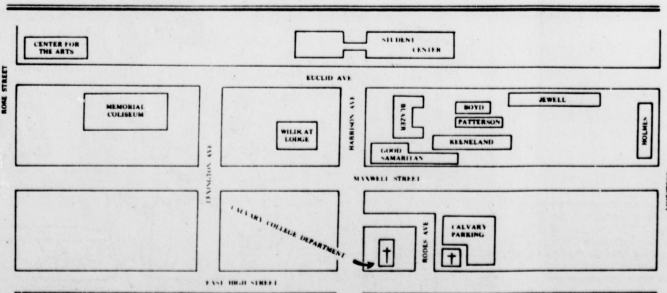 CENTER FOR
THE ARTS
STUDENT
CENTER
EUCLID AVE
ROSE STREET
MEMORIAL
COLISEUM
LEXINGTON AVE
WILDCAT
LODGE
HARRISON AVE
BLAZER
BOYD
PATTERSON
JEWELL
KEENELAND
HOLMES
GOOD
SAMARITAN
MAXWELL STREET
CALVARY COLLEGE DEPARTMENT
RODES AVE
CALVARY
PARKING
EAST HIGH STREET